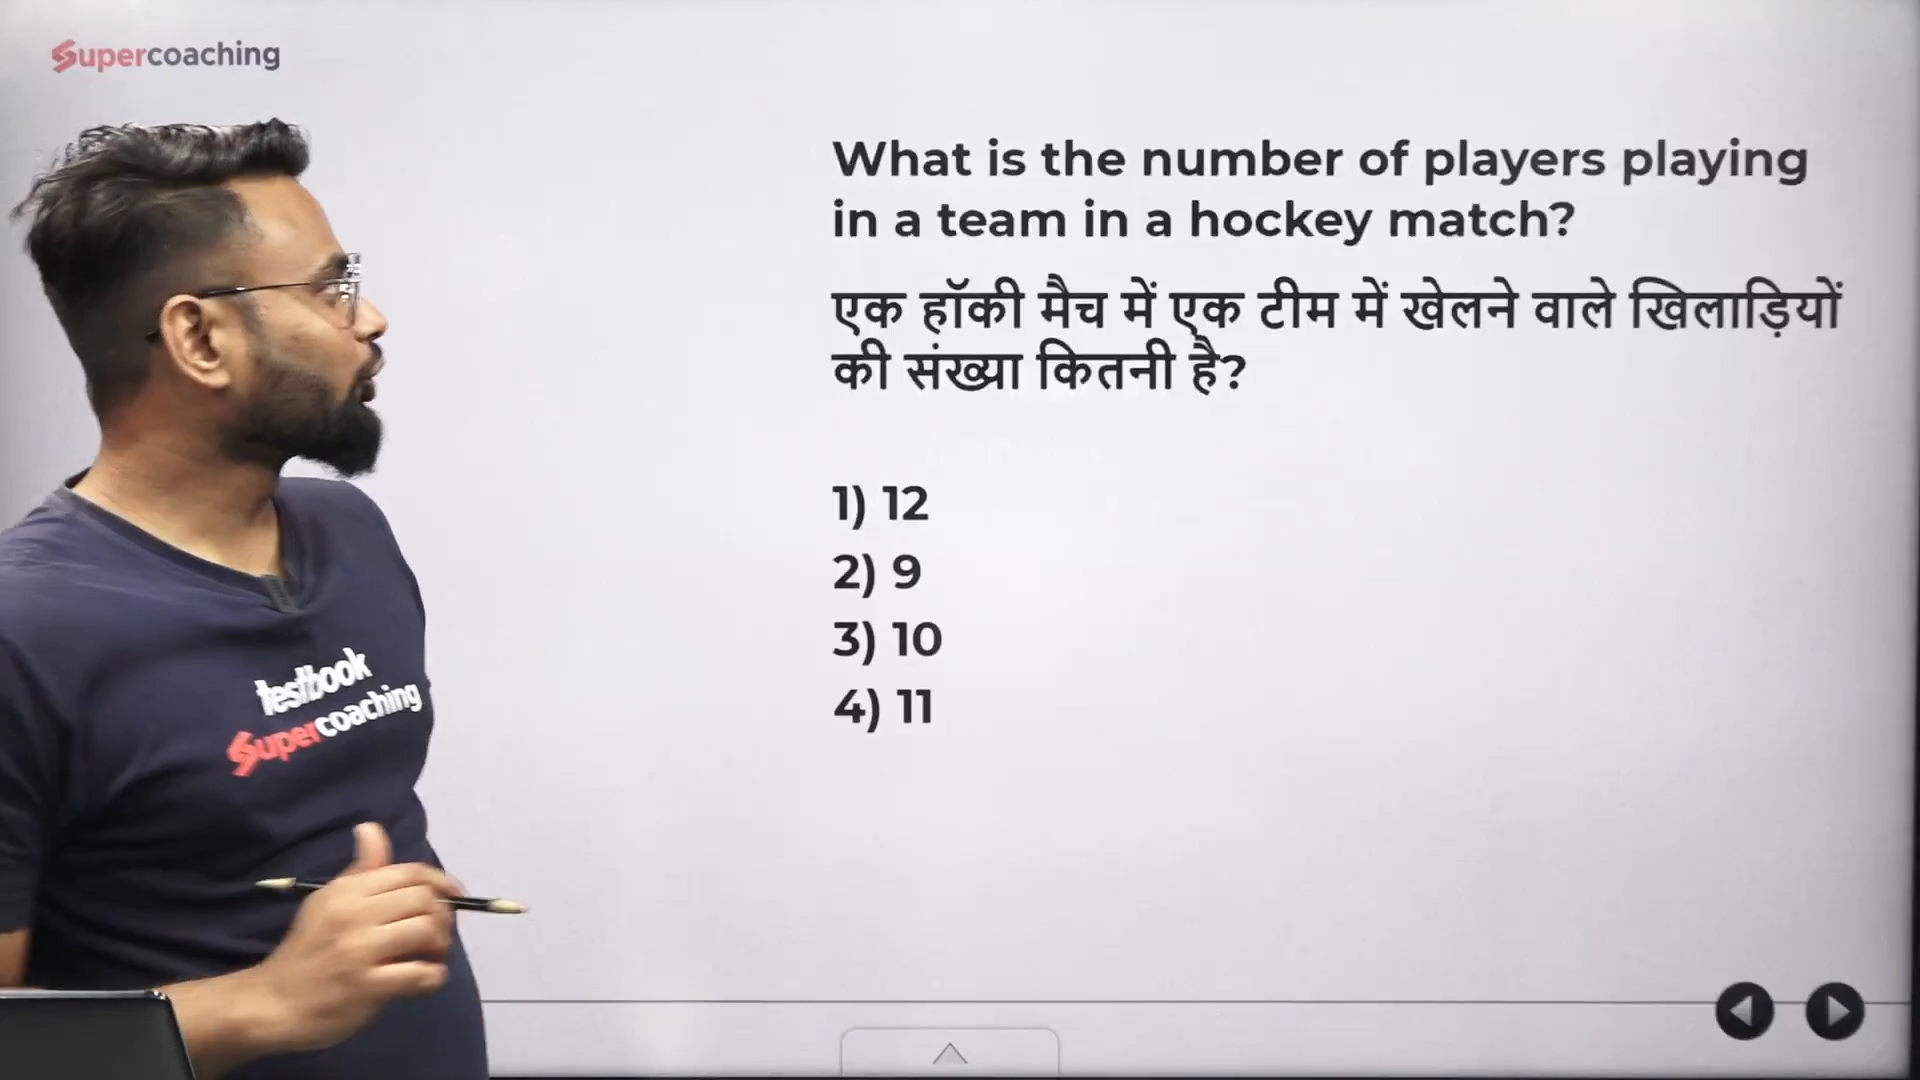 Supercoaching
What is the number of players playing
in a team in a hockey match?
एक हॉकी मैच में एक टीम में खेलने वाले खिलाड़ियों
की संख्या कितनी है?
1) 12
2) 9
3) 10
4) 11
testbook
Supercoaching